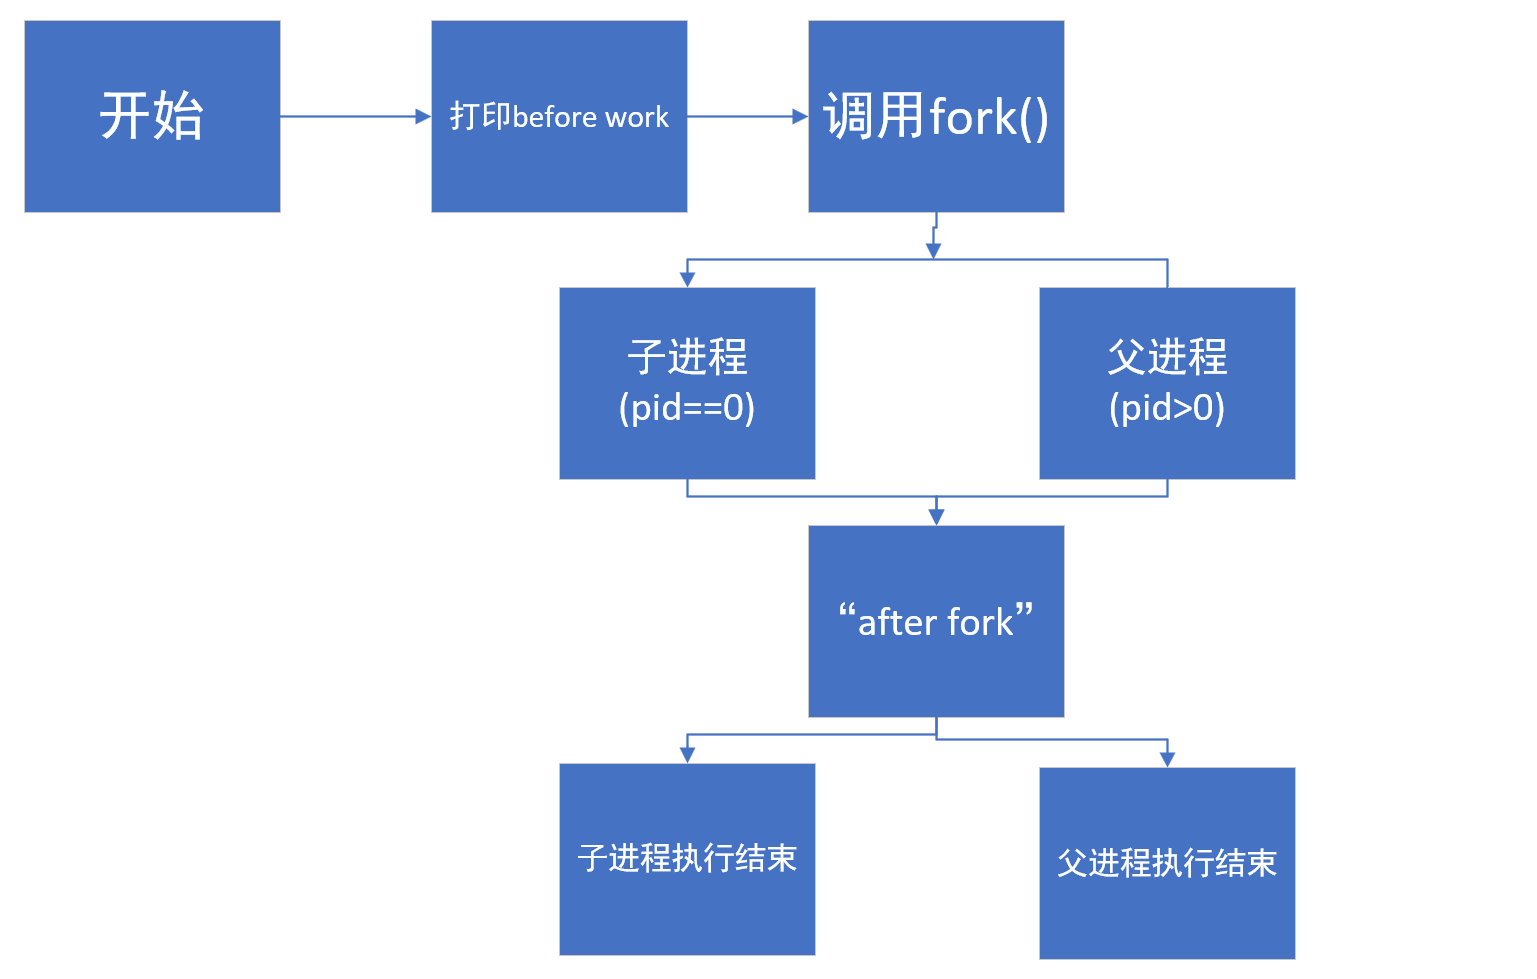 开始
打印before work
调用fork()
子进程
(pid==0)
父进程
(pid>0)
“after fork”
子进程执行结束
父进程执行结束